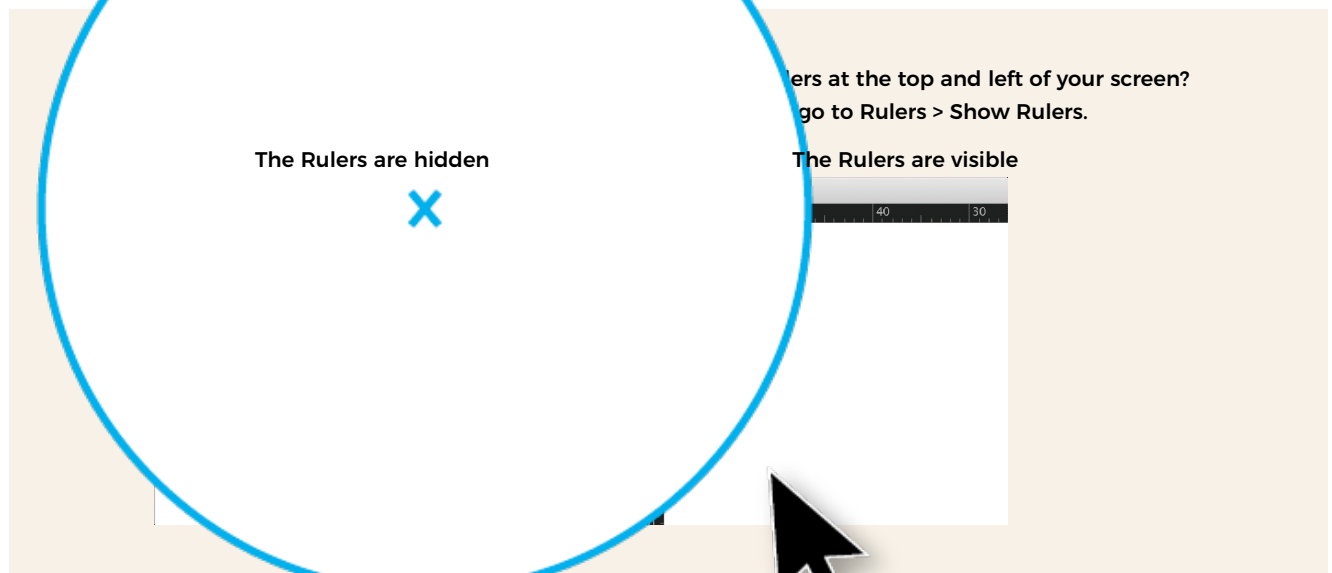 at the top and left of your screen?
go to Rulers > Show Rulers.
The Rulers are hidden
The Rulers are visible
40
30